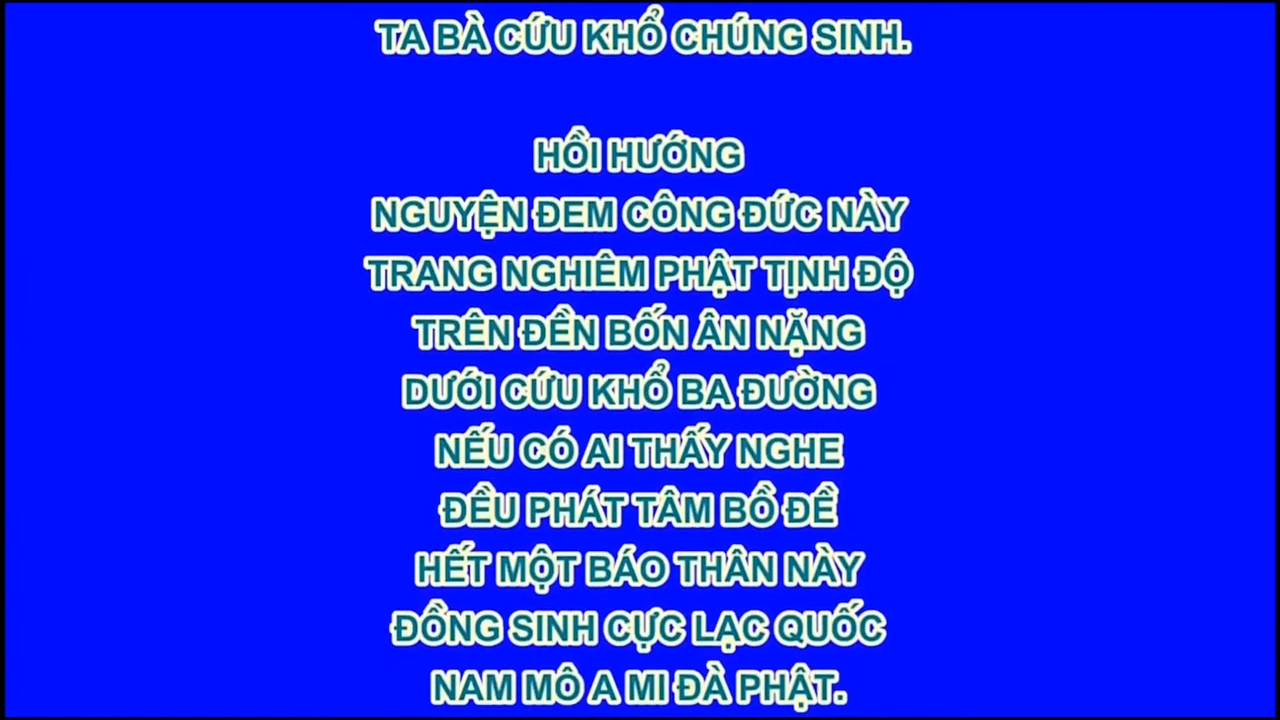 TA BÀ CỨU KHỔ CHÚNG SINH.
HỒI HƯỚNG
NGUYỆN ĐEM CÔNG ĐỨC NÀY
TRANG NGHIÊM PHẬT TỊNH ĐỘ
TRÊN ĐỀN BỐN ÂN NẶNG
DƯỚI CỨU KHỔ BA ĐƯỜNG
NẾU CÓ AI THẤY NGHE
ĐỀU PHÁT TÂM BỒ ĐỀ
HẾT MỘT BÁO THÂN NÀY
ĐỒNG SINH CỰC LẠC QUỐC
NAM MÔ A MI ĐÀ PHẬT.